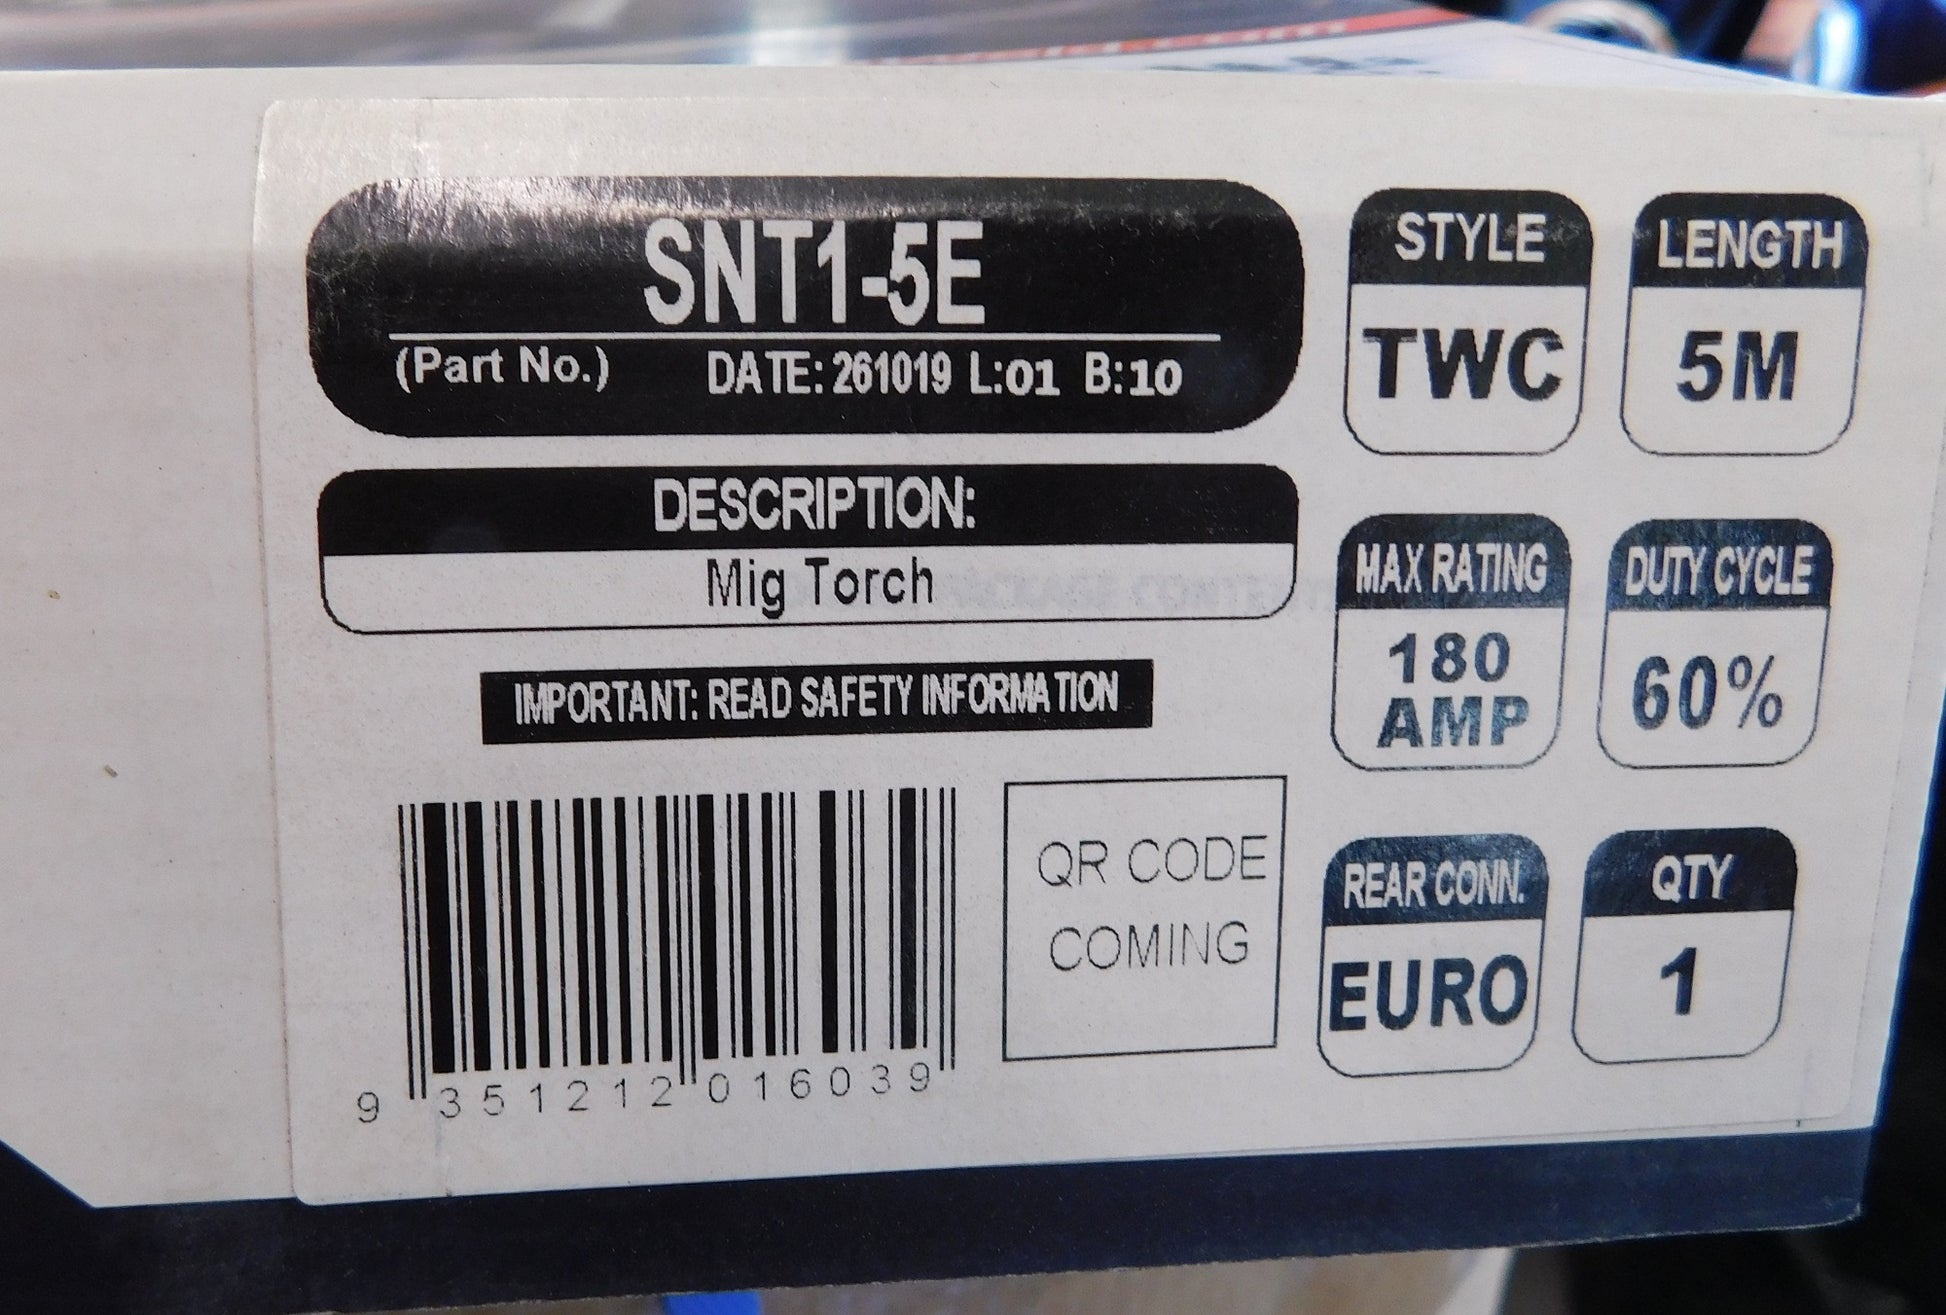 SNT1-5E
(Part No.) DATE: 261019 L:01 B:10
DESCRIPTION:
Mig Torch
IMPORTANT: READ SAFETY INFORMATION
9 351212 016039
QR CODE
COMING
STYLE
TWC
LENGTH
5M
MAX RATING
180
AMP
DUTY CYCLE
60%
REAR CONN.
EURO
QTY
1